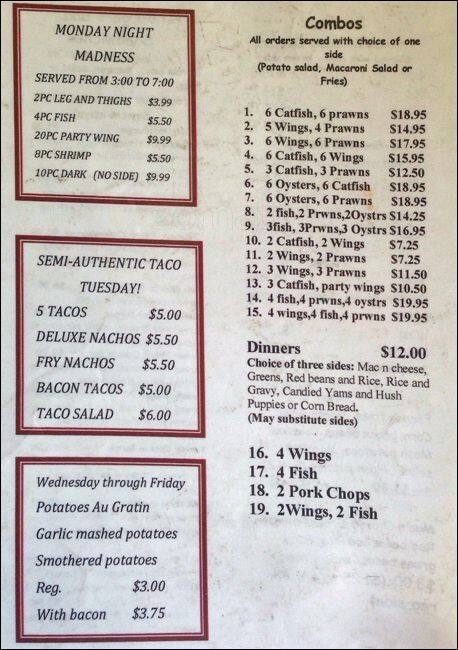 MONDAY NIGHT
MADNESS
SERVED FROM 3:00 TO 7:00
2PC LEG AND THIGHS $3.99
4PC FISH $5.50
20PC PARTY WING $9.99
8PC SHRIMP $5.50
10PC DARK (NO SIDE) $9.99
SEMI-AUTHENTIC TACO
TUESDAY!
5 TACOS $5.00
DELUXE NACHOS $5.50
FRY NACHOS $5.50
BACON TACOS $5.00
TACO SALAD $6.00
Wednesday through Friday
Potatoes Au Gratin
Garlic mashed potatoes
Smothered potatoes
Reg. $3.00
With bacon $3.75
Combos
All orders served with choice of one
side
(Potato salad, Macaroni Salad or
Fries)
1. 6 Catfish, 6 prawns $18.95
2. 5 Wings, 4 Prawns $14.95
3. 6 Wings, 6 Prawns $17.95
4. 6 Catfish, 6 Wings $15.95
5. 3 Catfish, 3 Prawns $12.50
6. 6 Oysters, 6 Catfish $18.95
7. 6 Oysters, 6 Prawns $18.95
8. 2 fish,2 Prwns,2Oystrs $14.25
9. 3fish, 3Prwns,3 Oystrs $16.95
10. 2 Catfish, 2 Wings $7.25
11. 2 Wings, 2 Prawns $7.25
12. 3 Wings, 3 Prawns $11.50
13. 3 Catfish, party wings $10.50
14. 4 fish,4 prwns,4 oystrs $19.95
15. 4 wings,4 fish,4 prwns $19.95
Dinners $12.00
Choice of three sides: Mac n cheese,
Greens, Red beans and Rice, Rice and
Gravy, Candied Yams and Hush
Puppies or Corn Bread.
(May substitute sides)
16. 4 Wings
17. 4 Fish
18. 2 Pork Chops
19. 2Wings, 2 Fish